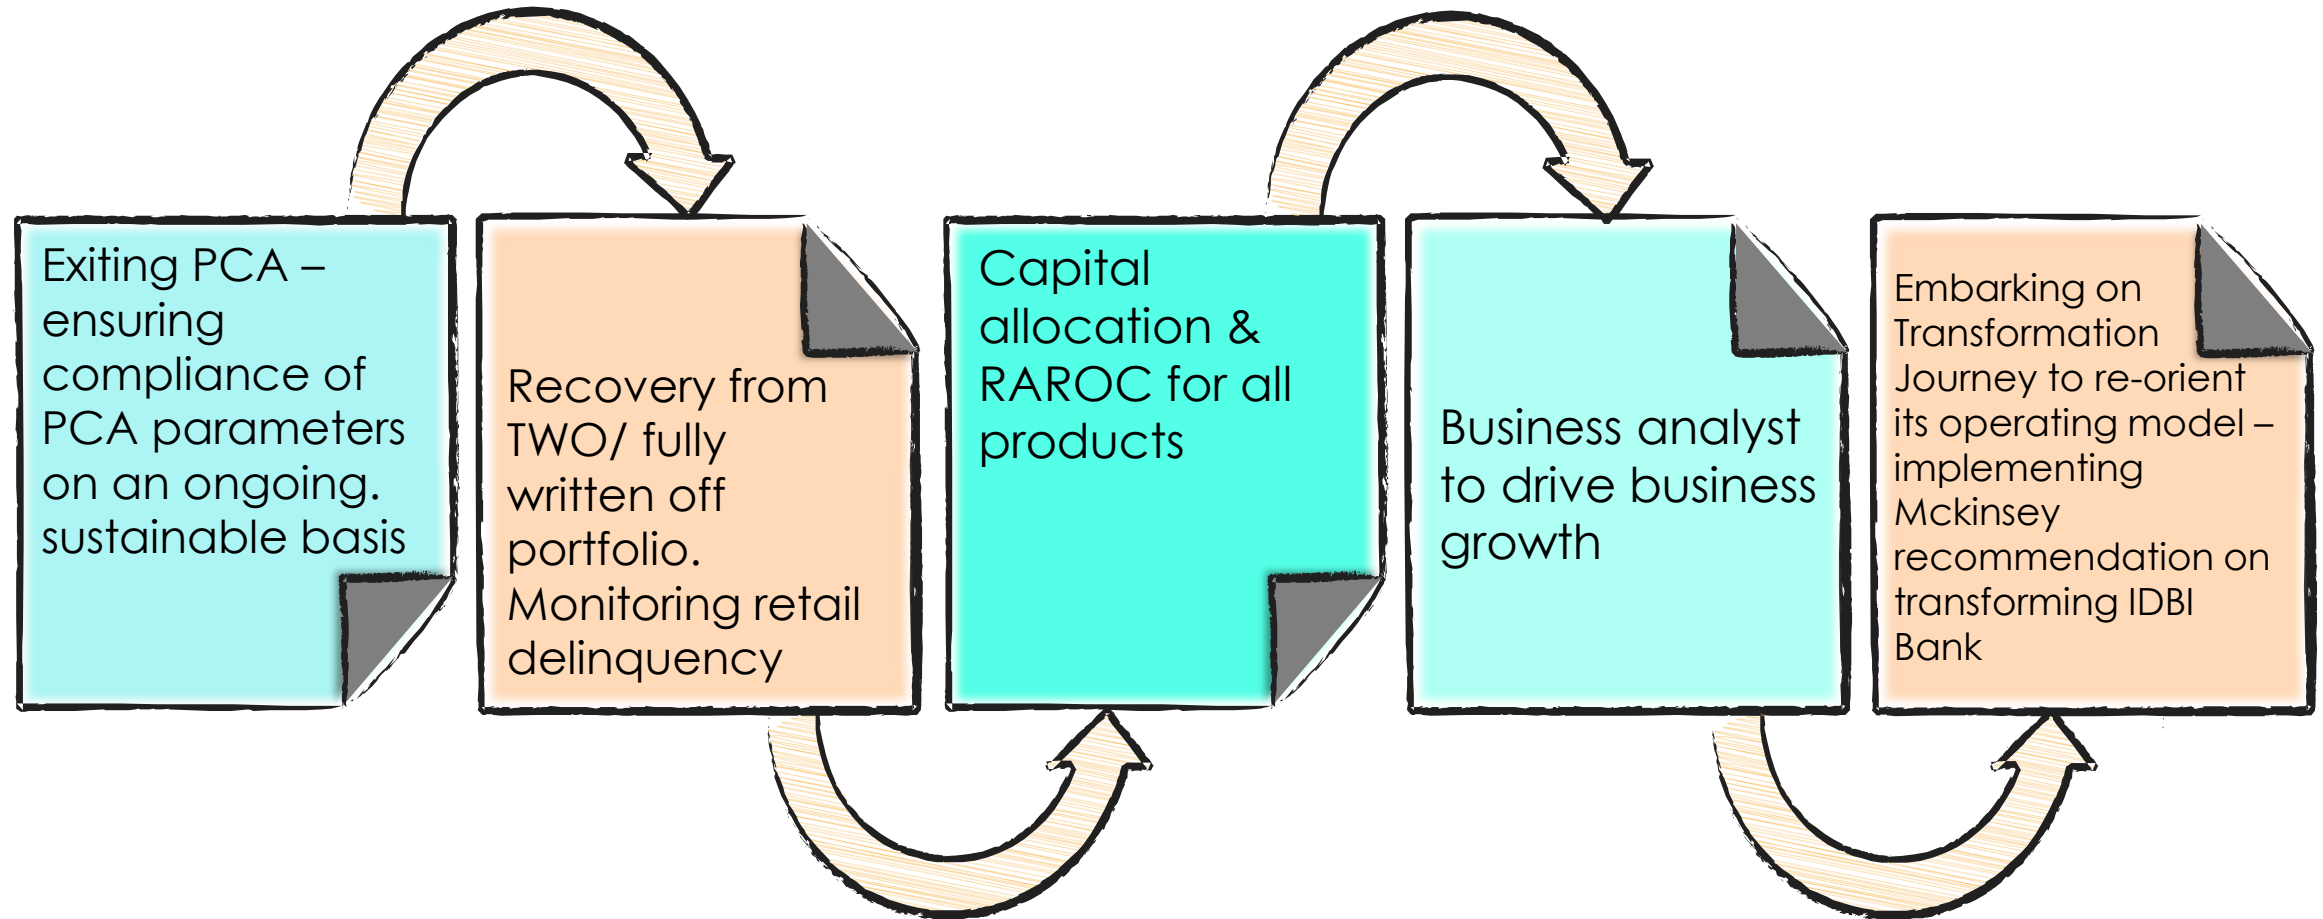 Exiting PCA –
ensuring
compliance of
PCA parameters
on an ongoing.
sustainable basis
Recovery from
TWO/ fully
written off
portfolio.
Monitoring retail
delinquency
Capital
allocation &
RAROC for all
products
Business analyst
to drive business
growth
Embarking on
Transformation
Journey to re-orient
its operating model –
implementing
Mckinsey
recommendation on
transforming IDBI
Bank